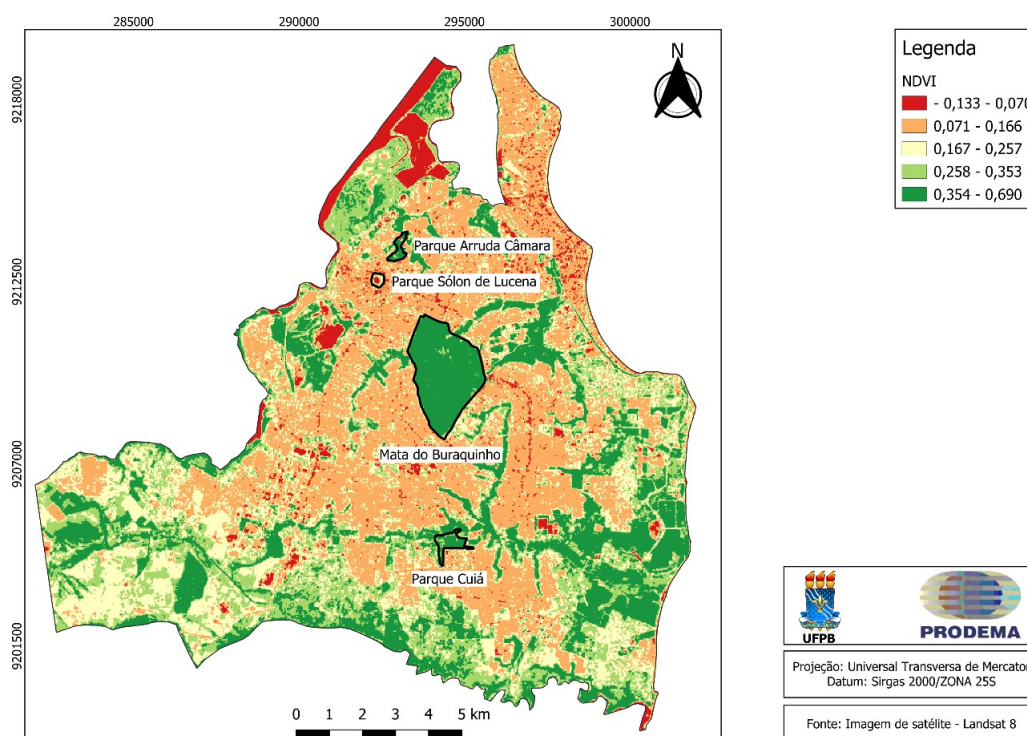 285000
290000
295000
300000
9218000
9212500
9207000
9201500
N
Parque Arruda Câmara
Parque Sólon de Lucena
Mata do Buraquinho
Parque Cuiá
0 1 2 3 4 5 km
Legenda
NDVI
- 0,133 - 0,070
0,071 - 0,166
0,167 - 0,257
0,258 - 0,353
0,354 - 0,690
UFPB
PRODEMA
Projeção: Universal Transversa de Mercator
Datum: Sirgas 2000/ZONA 25S
Fonte: Imagem de satélite - Landsat 8